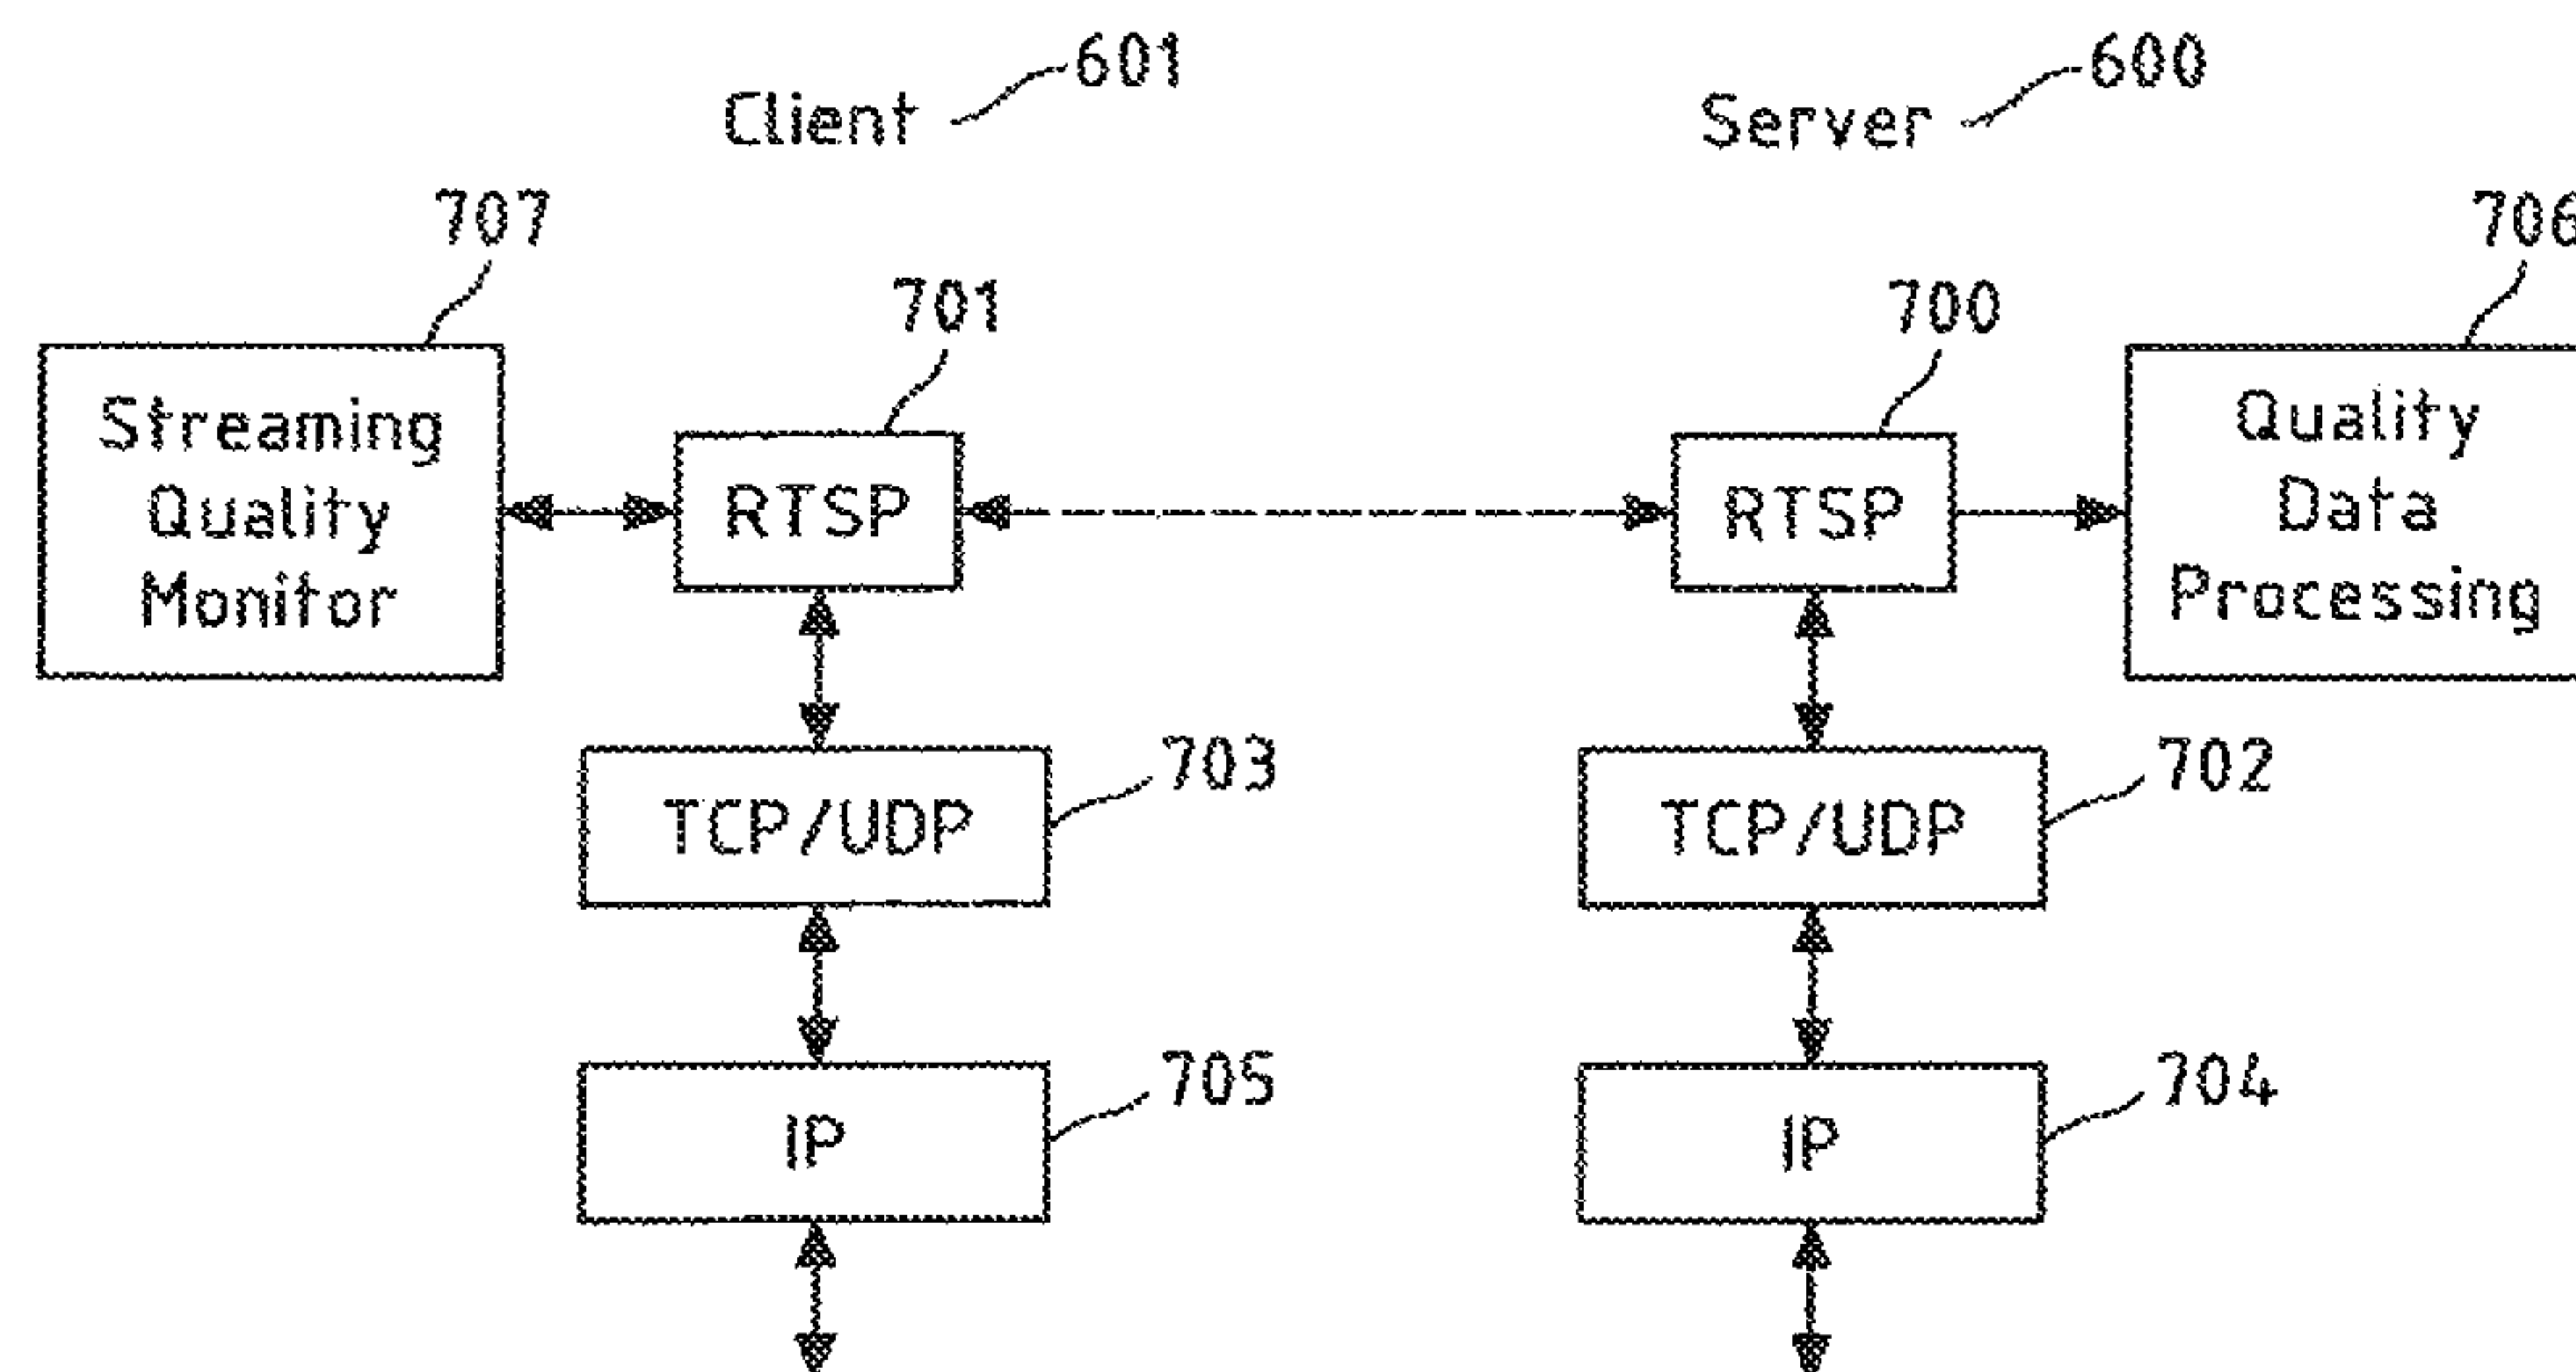 601
Client
600
Server
707
706
701
700
Streaming
Quality
Monitor
RTSP
RTSP
Quality
Data
Processing
703
TCP/UDP
702
TCP/UDP
705
IP
704
IP